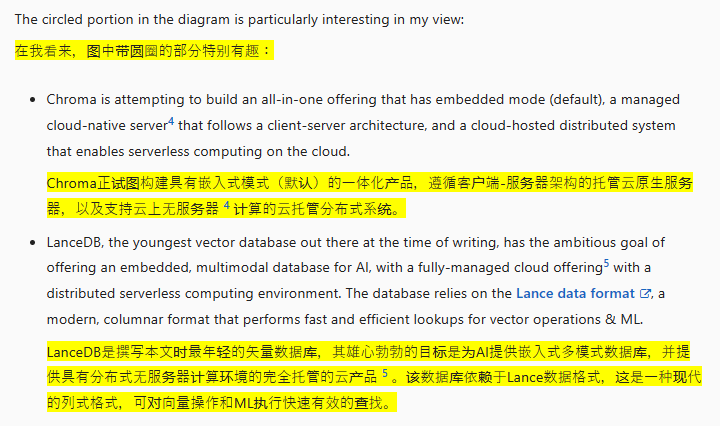 The circled portion in the diagram is particularly interesting in my view:
在我看来，图中带圆圈的部分特别有趣：
• Chroma is attempting to build an all-in-one offering that has embedded mode (default), a managed
cloud-native server4 that follows a client-server architecture, and a cloud-hosted distributed system
that enables serverless computing on the cloud.
Chroma正试图构建具有嵌入式模式（默认）的一体化产品，遵循客户端-服务器架构的托管云原生服务
器，以及支持云上无服务器 4 计算的云托管分布式系统。
• LanceDB, the youngest vector database out there at the time of writing, has the ambitious goal of
offering an embedded, multimodal database for AI, with a fully-managed cloud offering5 with a
distributed serverless computing environment. The database relies on the Lance data format, a
modern, columnar format that performs fast and efficient lookups for vector operations & ML.
LanceDB是撰写本文时最年轻的矢量数据库，其雄心勃勃的目标是为AI提供嵌入式多模式数据库，并提
供具有分布式无服务器计算环境的完全托管的云产品 5 。该数据库依赖于Lance数据格式，这是一种现代
的列式格式，可对向量操作和ML执行快速有效的查找。